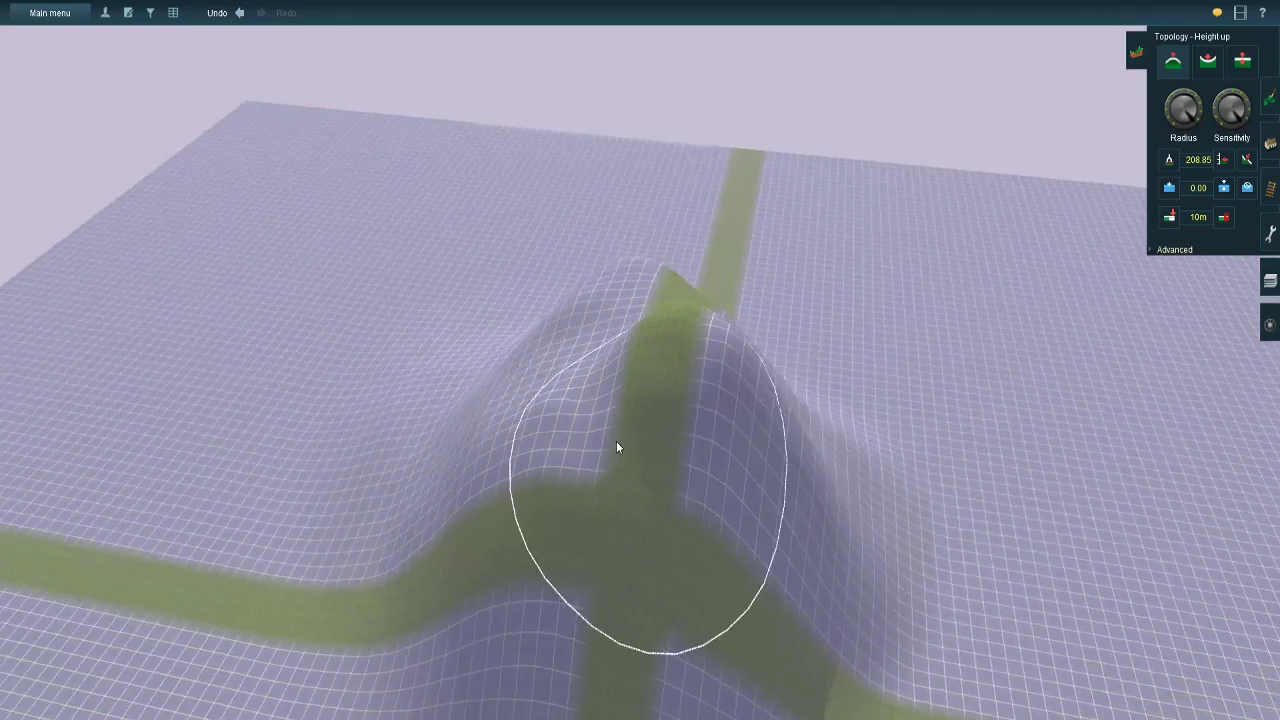 Main menu
Undo
Redo
?
Topology - Height up
Radius
Sensitivity
208.85
0.00
10m
Advanced